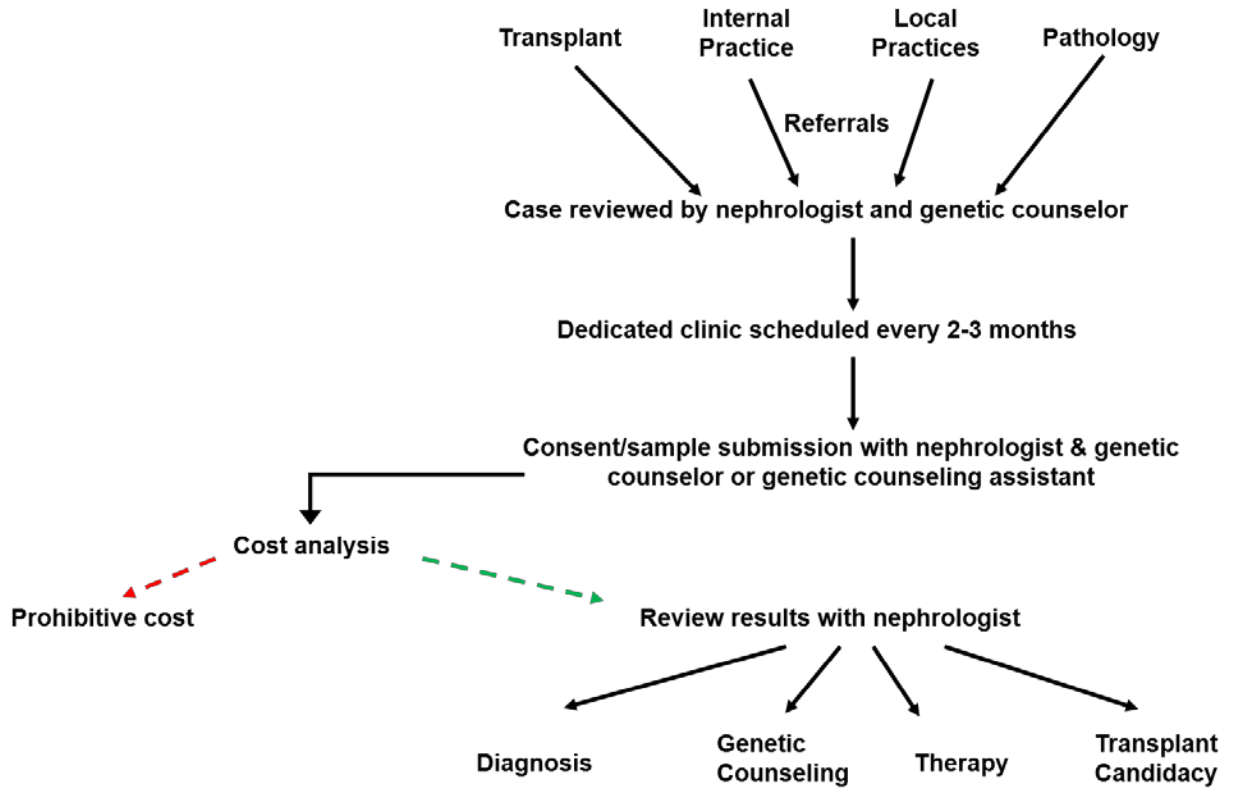 Transplant
Internal
Practice
Local
Practices
Pathology
Referrals
Case reviewed by nephrologist and genetic counselor
Dedicated clinic scheduled every 2-3 months
Consent/sample submission with nephrologist & genetic
counselor or genetic counseling assistant
Cost analysis
Prohibitive cost
Review results with nephrologist
Diagnosis
Genetic
Counseling
Therapy
Transplant
Candidacy